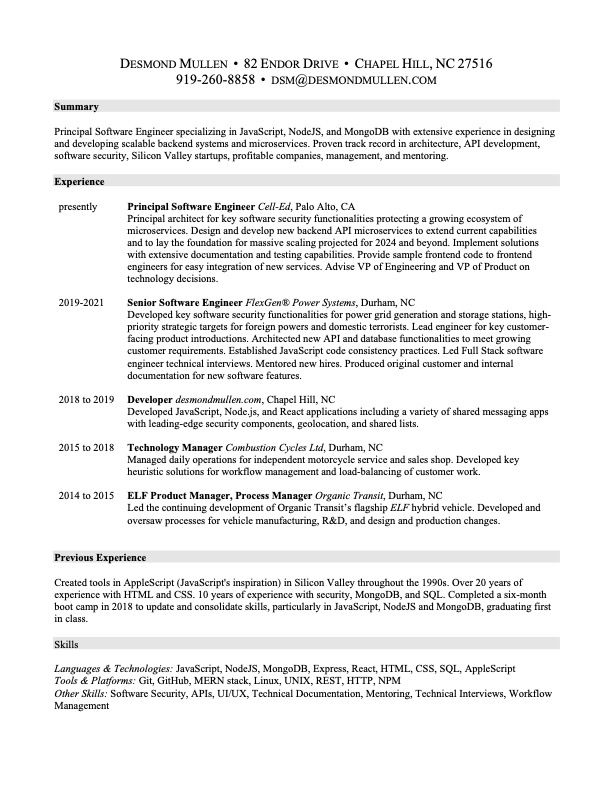 DESMOND MULLEN • 82 ENDOR DRIVE • CHAPEL HILL, NC 27516
919-260-8858 • DSM@DESMONDMULLEN.COM
Summary
Principal Software Engineer specializing in JavaScript, NodeJS, and MongoDB with extensive experience in designing
and developing scalable backend systems and microservices. Proven track record in architecture, API development,
software security, Silicon Valley startups, profitable companies, management, and mentoring.
Experience
presently Principal Software Engineer Cell-Ed, Palo Alto, CA
Principal architect for key software security functionalities protecting a growing ecosystem of
microservices. Design and develop new backend API microservices to extend current capabilities
and to lay the foundation for massive scaling projected for 2024 and beyond. Implement solutions
with extensive documentation and testing capabilities. Provide sample frontend code to frontend
engineers for easy integration of new services. Advise VP of Engineering and VP of Product on
technology decisions.
2019-2021 Senior Software Engineer FlexGen® Power Systems, Durham, NC
Developed key software security functionalities for power grid generation and storage stations, high-
priority strategic targets for foreign powers and domestic terrorists. Lead engineer for key customer-
facing product introductions. Architected new API and database functionalities to meet growing
customer requirements. Established JavaScript code consistency practices. Led Full Stack software
engineer technical interviews. Mentored new hires. Produced original customer and internal
documentation for new software features.
2018 to 2019 Developer desmondmullen.com, Chapel Hill, NC
Developed JavaScript, Node.js, and React applications including a variety of shared messaging apps
with leading-edge security components, geolocation, and shared lists.
2015 to 2018 Technology Manager Combustion Cycles Ltd, Durham, NC
Managed daily operations for independent motorcycle service and sales shop. Developed key
heuristic solutions for workflow management and load-balancing of customer work.
2014 to 2015 ELF Product Manager, Process Manager Organic Transit, Durham, NC
Led the continuing development of Organic Transit’s flagship ELF hybrid vehicle. Developed and
oversaw processes for vehicle manufacturing, R&D, and design and production changes.
Previous Experience
Created tools in AppleScript (JavaScript's inspiration) in Silicon Valley throughout the 1990s. Over 20 years of
experience with HTML and CSS. 10 years of experience with security, MongoDB, and SQL. Completed a six-month
boot camp in 2018 to update and consolidate skills, particularly in JavaScript, NodeJS and MongoDB, graduating first
in class.
Skills
Languages & Technologies: JavaScript, NodeJS, MongoDB, Express, React, HTML, CSS, SQL, AppleScript
Tools & Platforms: Git, GitHub, MERN stack, Linux, UNIX, REST, HTTP, NPM
Other Skills: Software Security, APIs, UI/UX, Technical Documentation, Mentoring, Technical Interviews, Workflow
Management